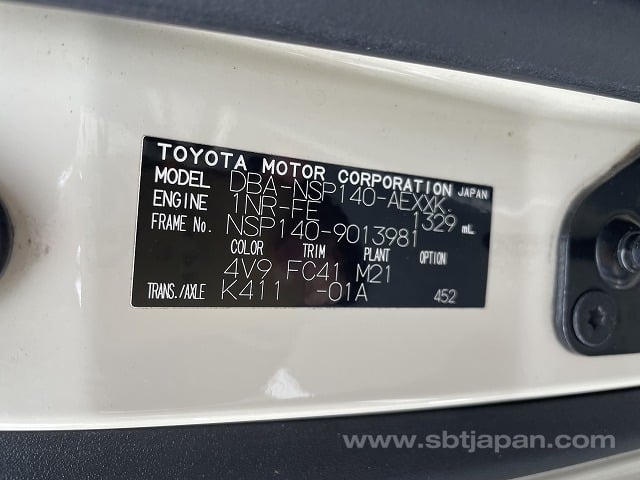 TOYOTA MOTOR CORPORATION JAPAN
MODEL DBA-NSP140-AEXXK.
ENGINE 1NR-FE 1329 mL
FRAME No. NSP140-9013981
COLOR TRIM PLANT OPTION
4V9 FC41 M21
TRANS./AXLE K411 -01A 452
www.sbtjapan.com